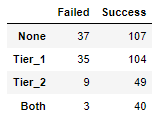 Failed Success
None 37 107
Tier_1 35 104
Tier_2 9 49
Both 3 40